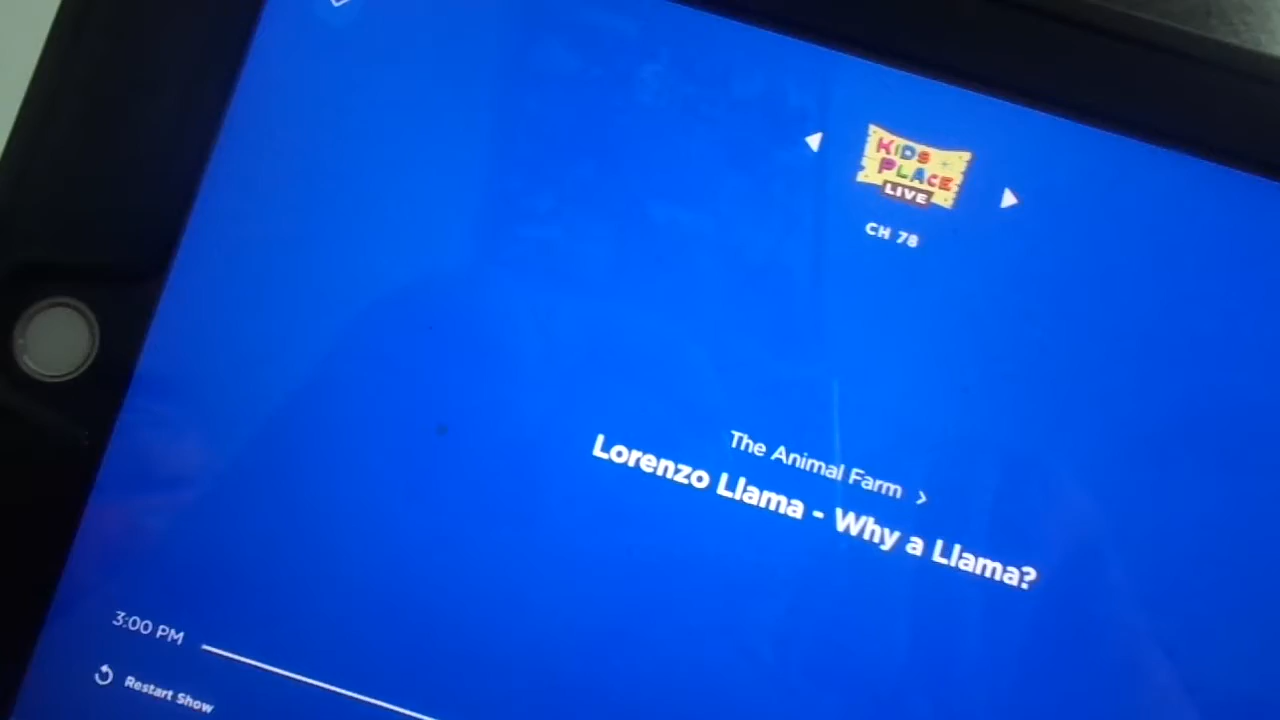 KIDS
PLACE
LIVE
CH 78
The Animal Farm
Lorenzo Llama - Why a Llama?
3:00 PM
Restart Show